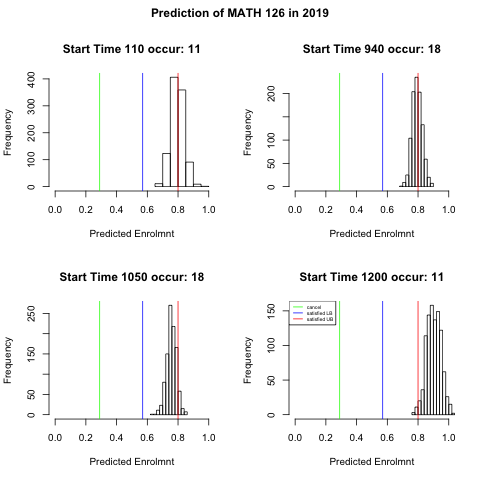 Prediction of MATH 126 in 2019
Start Time 110 occur: 11
Frequency
0 100 200 300 400
0.0 0.2 0.4 0.6 0.8 1.0
Predicted Enrolmnt
Start Time 940 occur: 18
Frequency
0 50 100 200
0.0 0.2 0.4 0.6 0.8 1.0
Predicted Enrolmnt
Start Time 1050 occur: 18
Frequency
0 50 150 250
0.0 0.2 0.4 0.6 0.8 1.0
Predicted Enrolmnt
Start Time 1200 occur: 11
cancel
satisfied LB
satisfied UB
Frequency
0 50 100 150
0.0 0.2 0.4 0.6 0.8 1.0
Predicted Enrolmnt